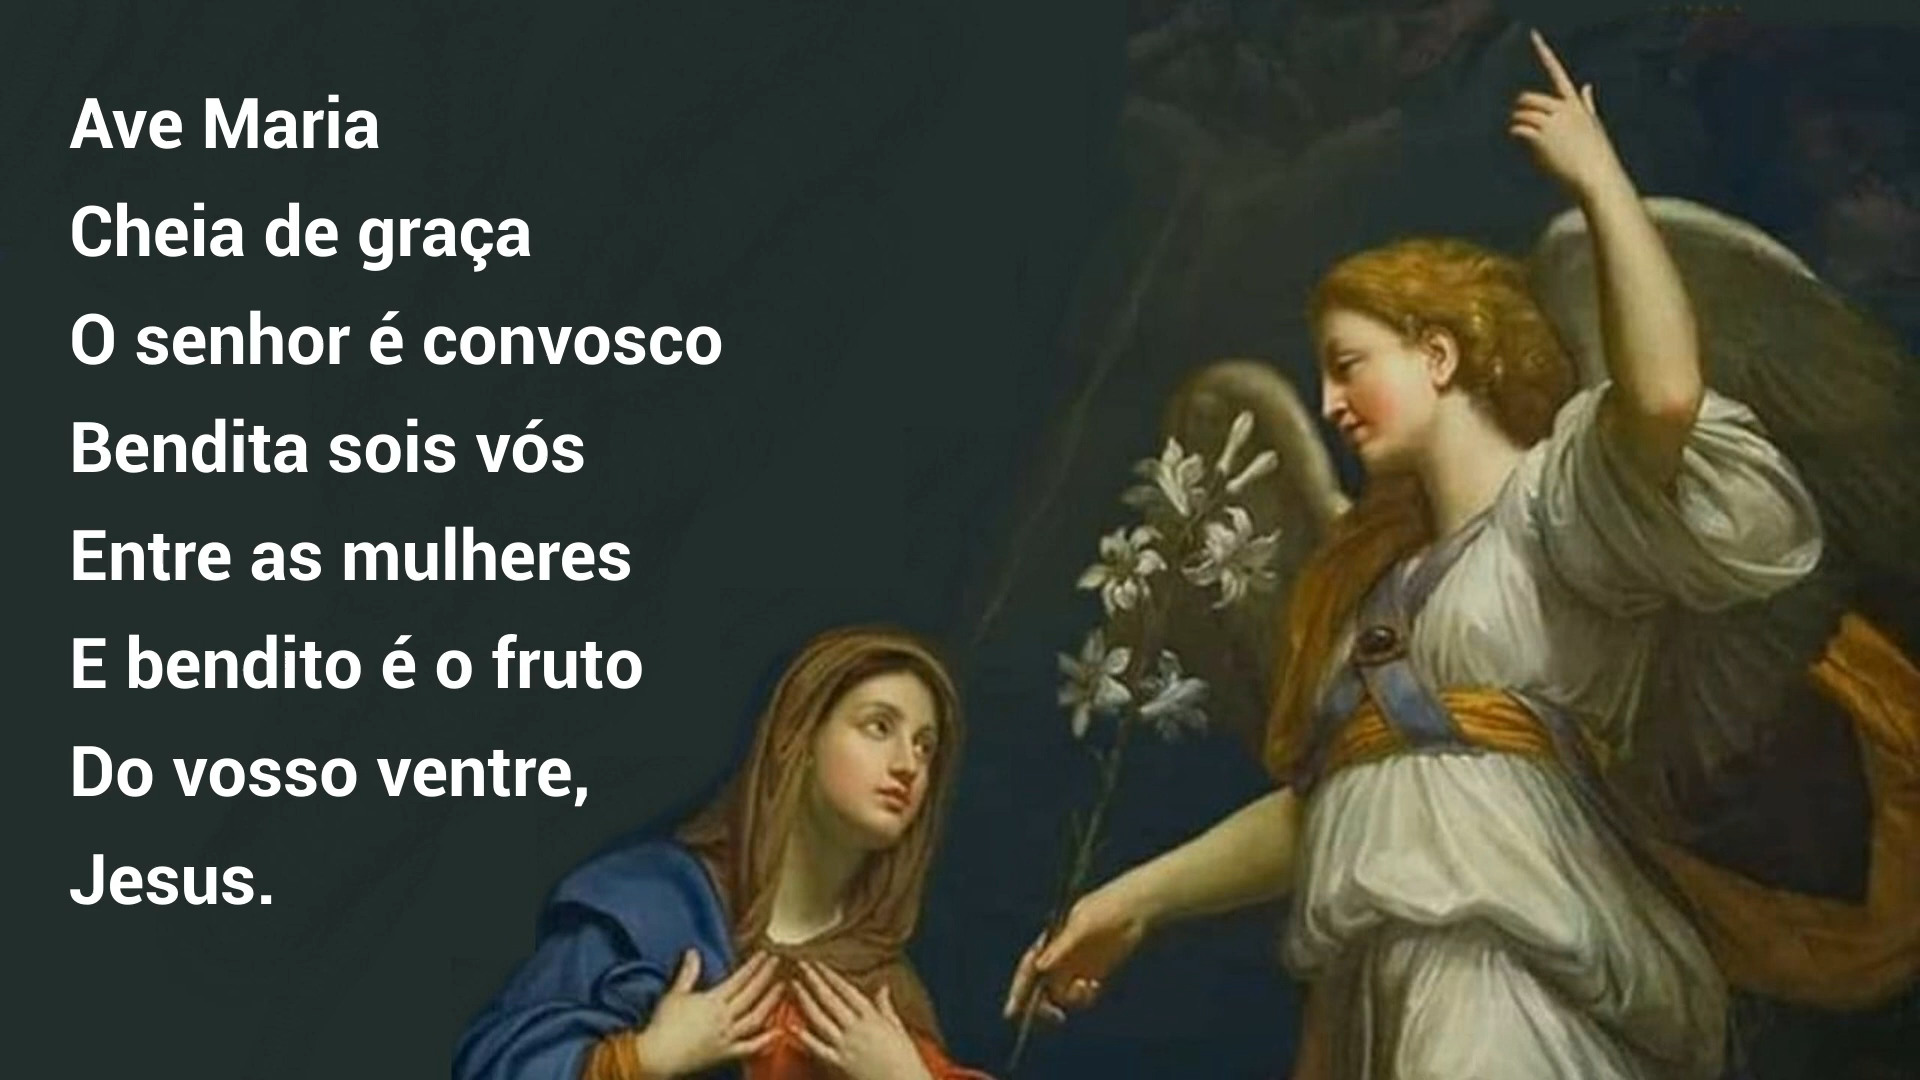 Ave Maria
Cheia de graça
O senhor é convosco
Bendita sois vós
Entre as mulheres
E bendito é o fruto
Do vosso ventre,
Jesus.